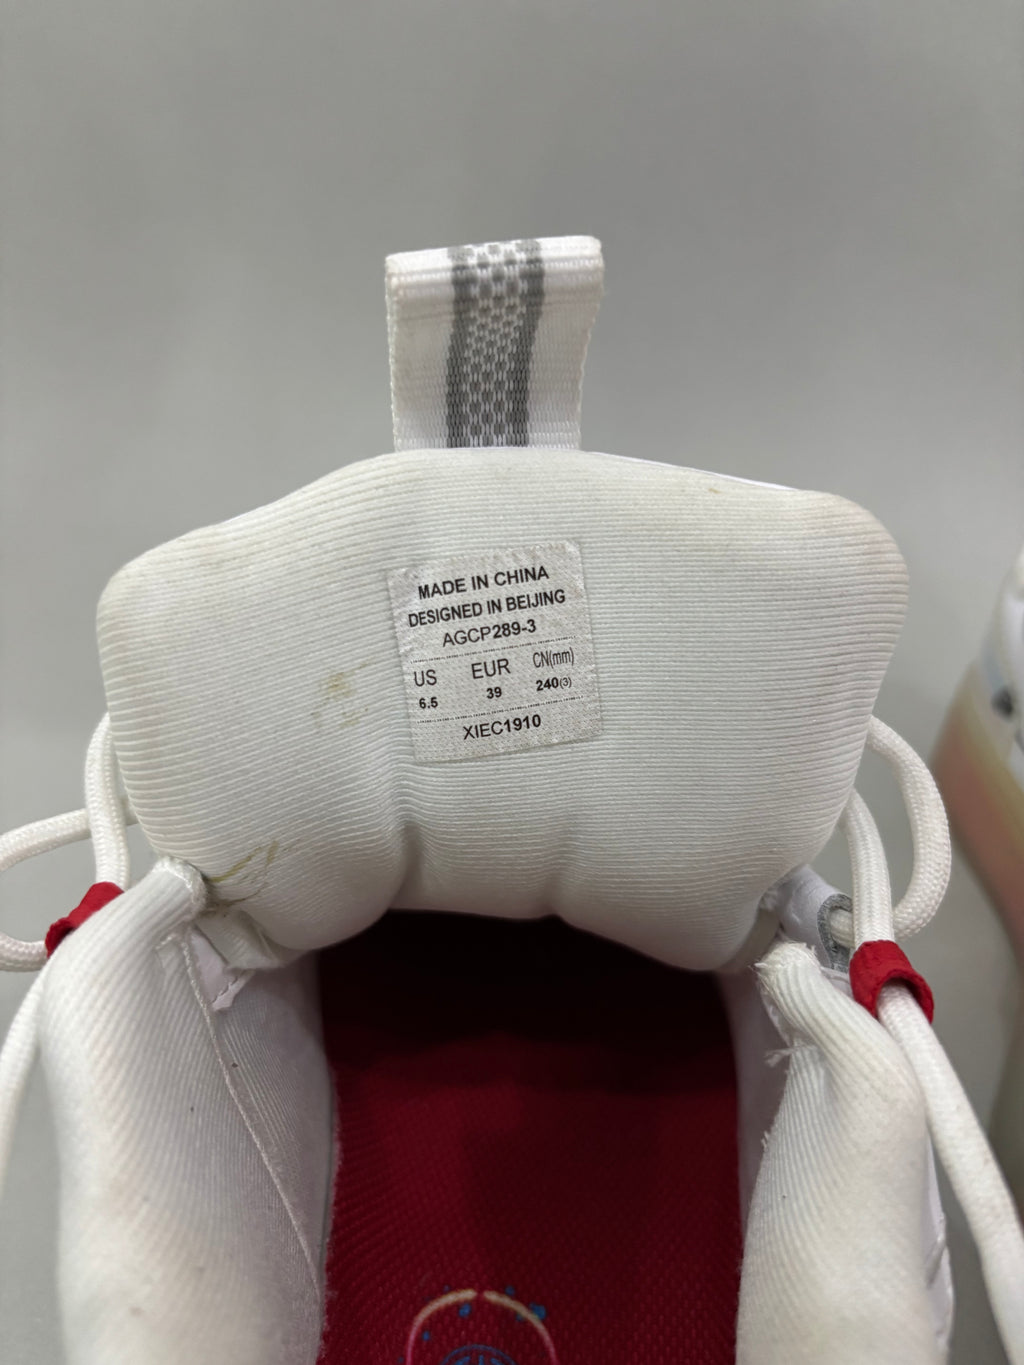 MADE IN CHINA
DESIGNED IN BEIJING
AGCP289-3
US EUR CN(mm)
6.5 39 240(3)
XIEC1910